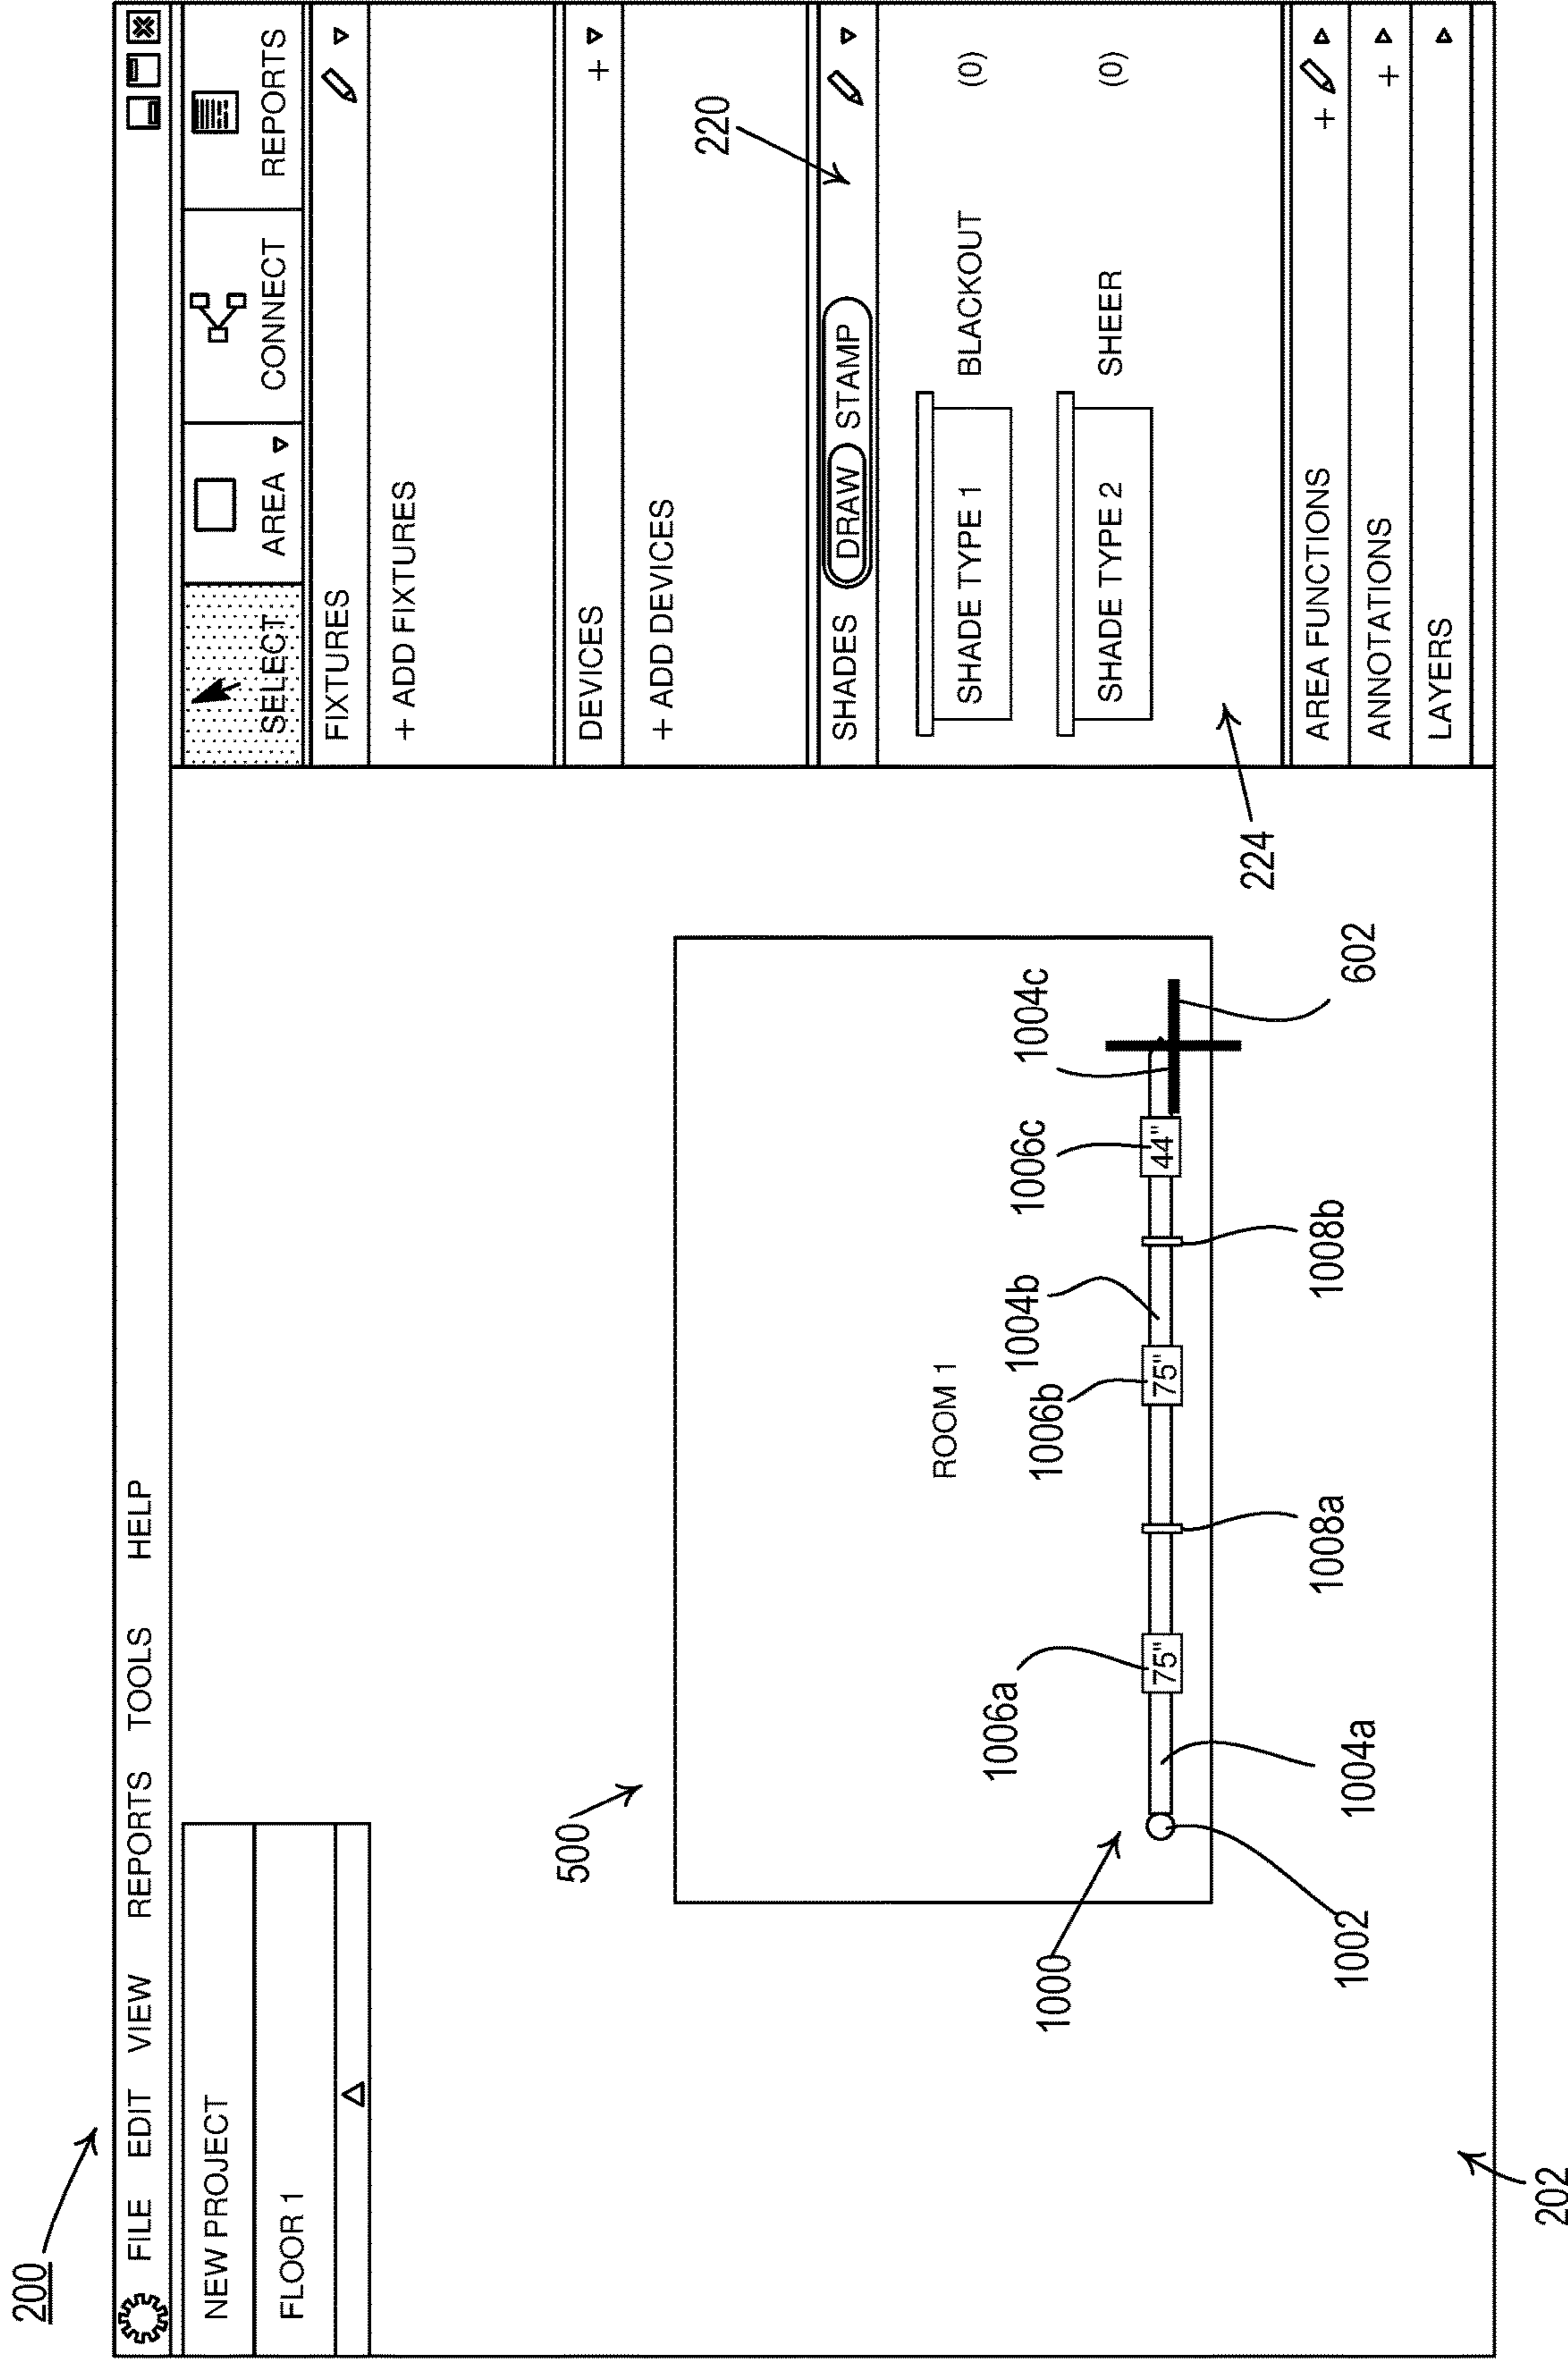 200
FILE EDIT VIEW REPORTS TOOLS HELP
NEW PROJECT
FLOOR 1
SELECT AREA CONNECT REPORTS
FIXTURES
+ ADD FIXTURES
DEVICES +
+ ADD DEVICES
SHADES DRAW STAMP
220
SHADE TYPE 1 BLACKOUT (0)
SHADE TYPE 2 SHEER (0)
224
AREA FUNCTIONS +
ANNOTATIONS +
LAYERS
500
ROOM 1
1000
1006a
1006b
1004b
1006c
1004c
75" 75" 44"
1002
1004a
1008a
1008b
602
202